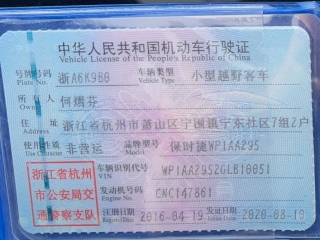 中华人民共和国机动车行驶证
Vehicle License of the People's Republic of China
号牌号码 浙A6K9B8 车辆类型 小型越野客车
Plate No. Vehicle Type
所有人 何烟芬
Owner
住址 浙江省杭州市萧山区宁围镇宁东社区7组2户
Address
使用性质 非营运 品牌型号 保时捷WP1AA295
Use Character Model
浙江省杭州市公安局交通警察支队
车辆识别代号 WP1AA2952GLB10051
VIN
发动机号码 CNC147861
Engine No.
注册日期 2016-04-19 发证日期 2020-08-10